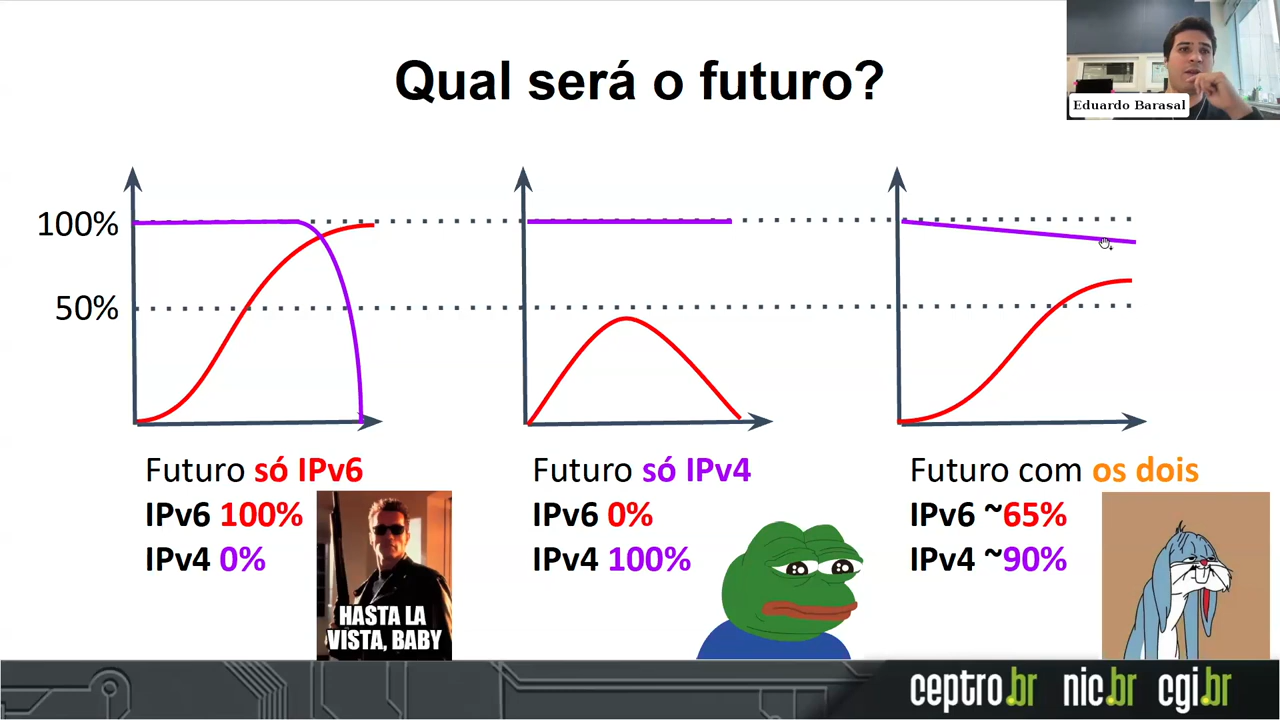 Qual será o futuro?
Eduardo Barasal
100%
50%
Futuro só IPv6
IPv6 100%
IPv4 0%
HASTA LA
VISTA, BABY
Futuro só IPv4
IPv6 0%
IPv4 100%
Futuro com os dois
IPv6 ~65%
IPv4 ~90%
ceptro.br nic.br cgi.br